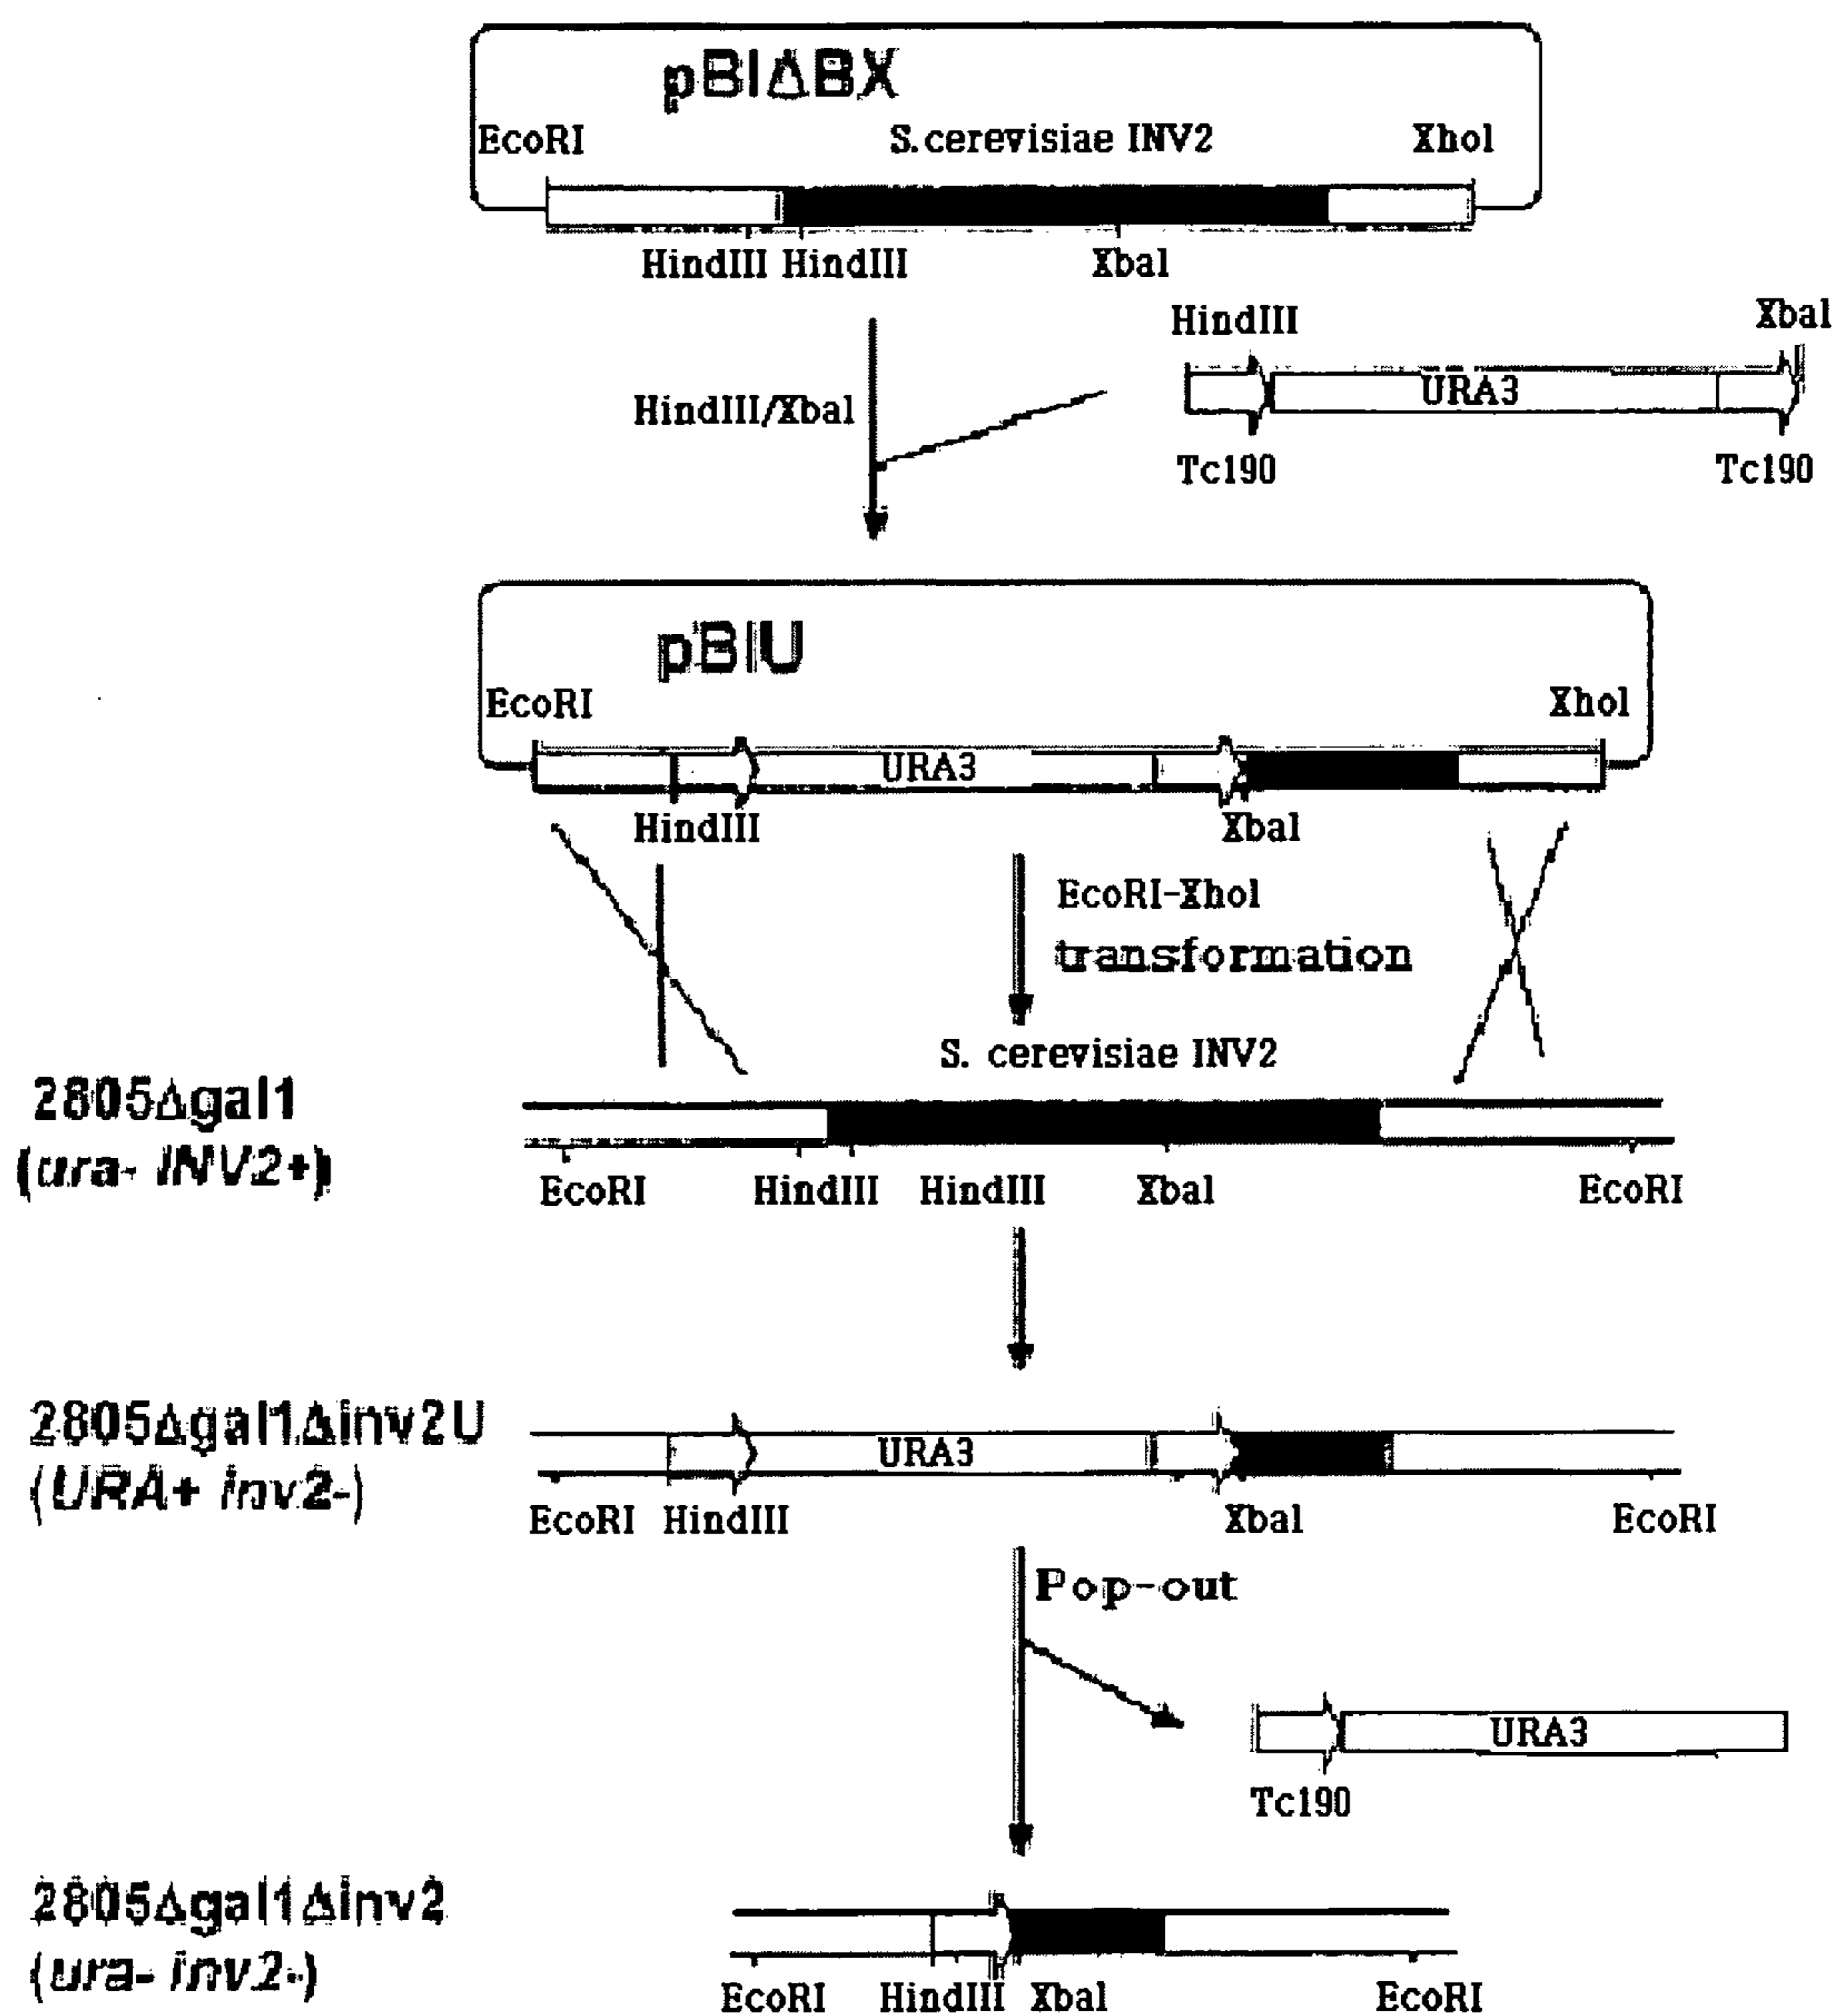 pBIΔBX
EcoRI
S.cerevisiae INV2
XhoI
HindIII HindIII
XbaI
HindIII
XbaI
HindIII/XbaI
URA3
Tc190
Tc190
pBIU
EcoRI
XhoI
URA3
HindIII
XbaI
EcoRI-XhoI
transformation
S. cerevisiae INV2
2805Δgal1
(ura- INV2+)
EcoRI
HindIII
HindIII
XbaI
EcoRI
2805Δgal1Δinv2U
(URA+ inv2-)
URA3
EcoRI
HindIII
XbaI
EcoRI
Pop-out
URA3
Tc190
2805Δgal1Δinv2
(ura- inv2-)
EcoRI
HindIII
XbaI
EcoRI